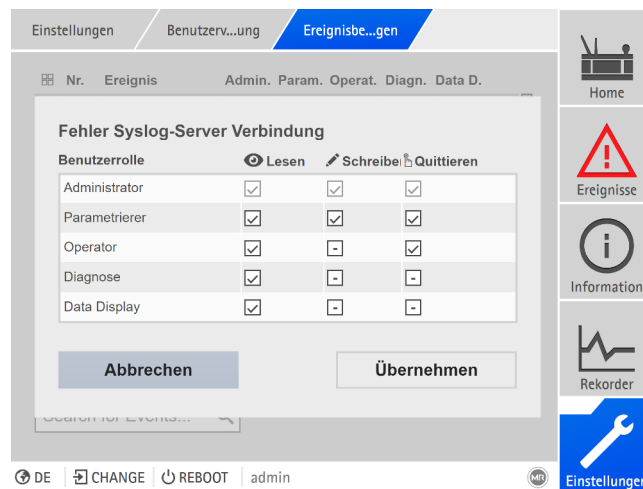 Einstellungen Benutzerv...ung Ereignisbe...gen
Nr. Ereignis Admin. Param. Operat. Diagn. Data D.
Fehler Syslog-Server Verbindung
Benutzerrolle Lesen Schreiben Quittieren
Administrator
Parametrierer
Operator
Diagnose
Data Display
Abbrechen Übernehmen
Search for Events...
DE CHANGE REBOOT admin MR
Home
Ereignisse
Information
Rekorder
Einstellungen